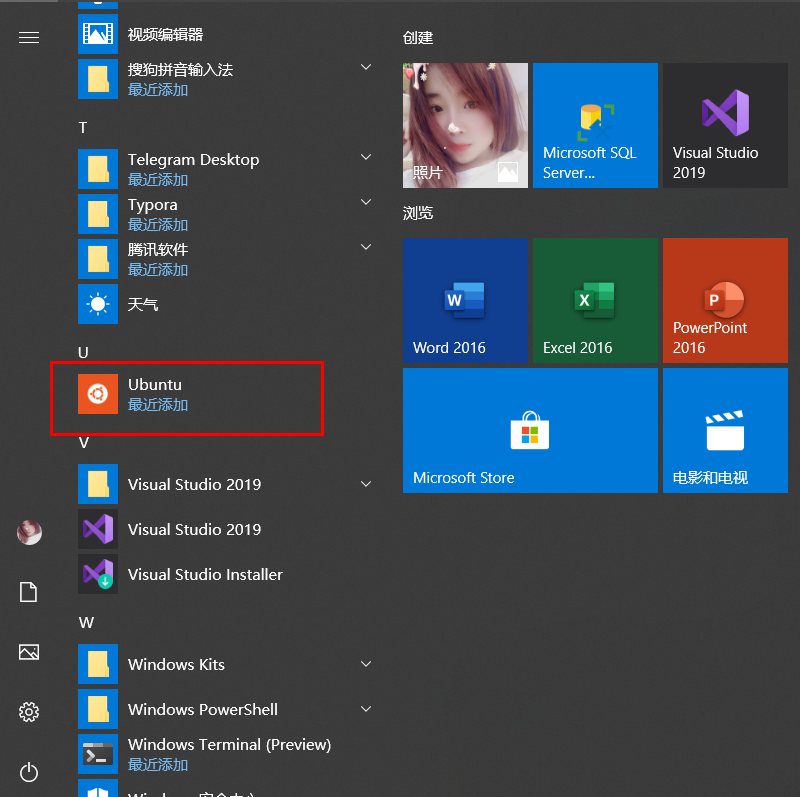 视频编辑器
搜狗拼音输入法
最近添加
T
Telegram Desktop
最近添加
Typora
最近添加
腾讯软件
最近添加
天气
U
Ubuntu
最近添加
V
Visual Studio 2019
Visual Studio 2019
Visual Studio Installer
W
Windows Kits
Windows PowerShell
Windows Terminal (Preview)
最近添加
创建
照片
Microsoft SQL
Server...
Visual Studio
2019
浏览
W
Word 2016
X
Excel 2016
P
PowerPoint
2016
Microsoft Store
电影和电视